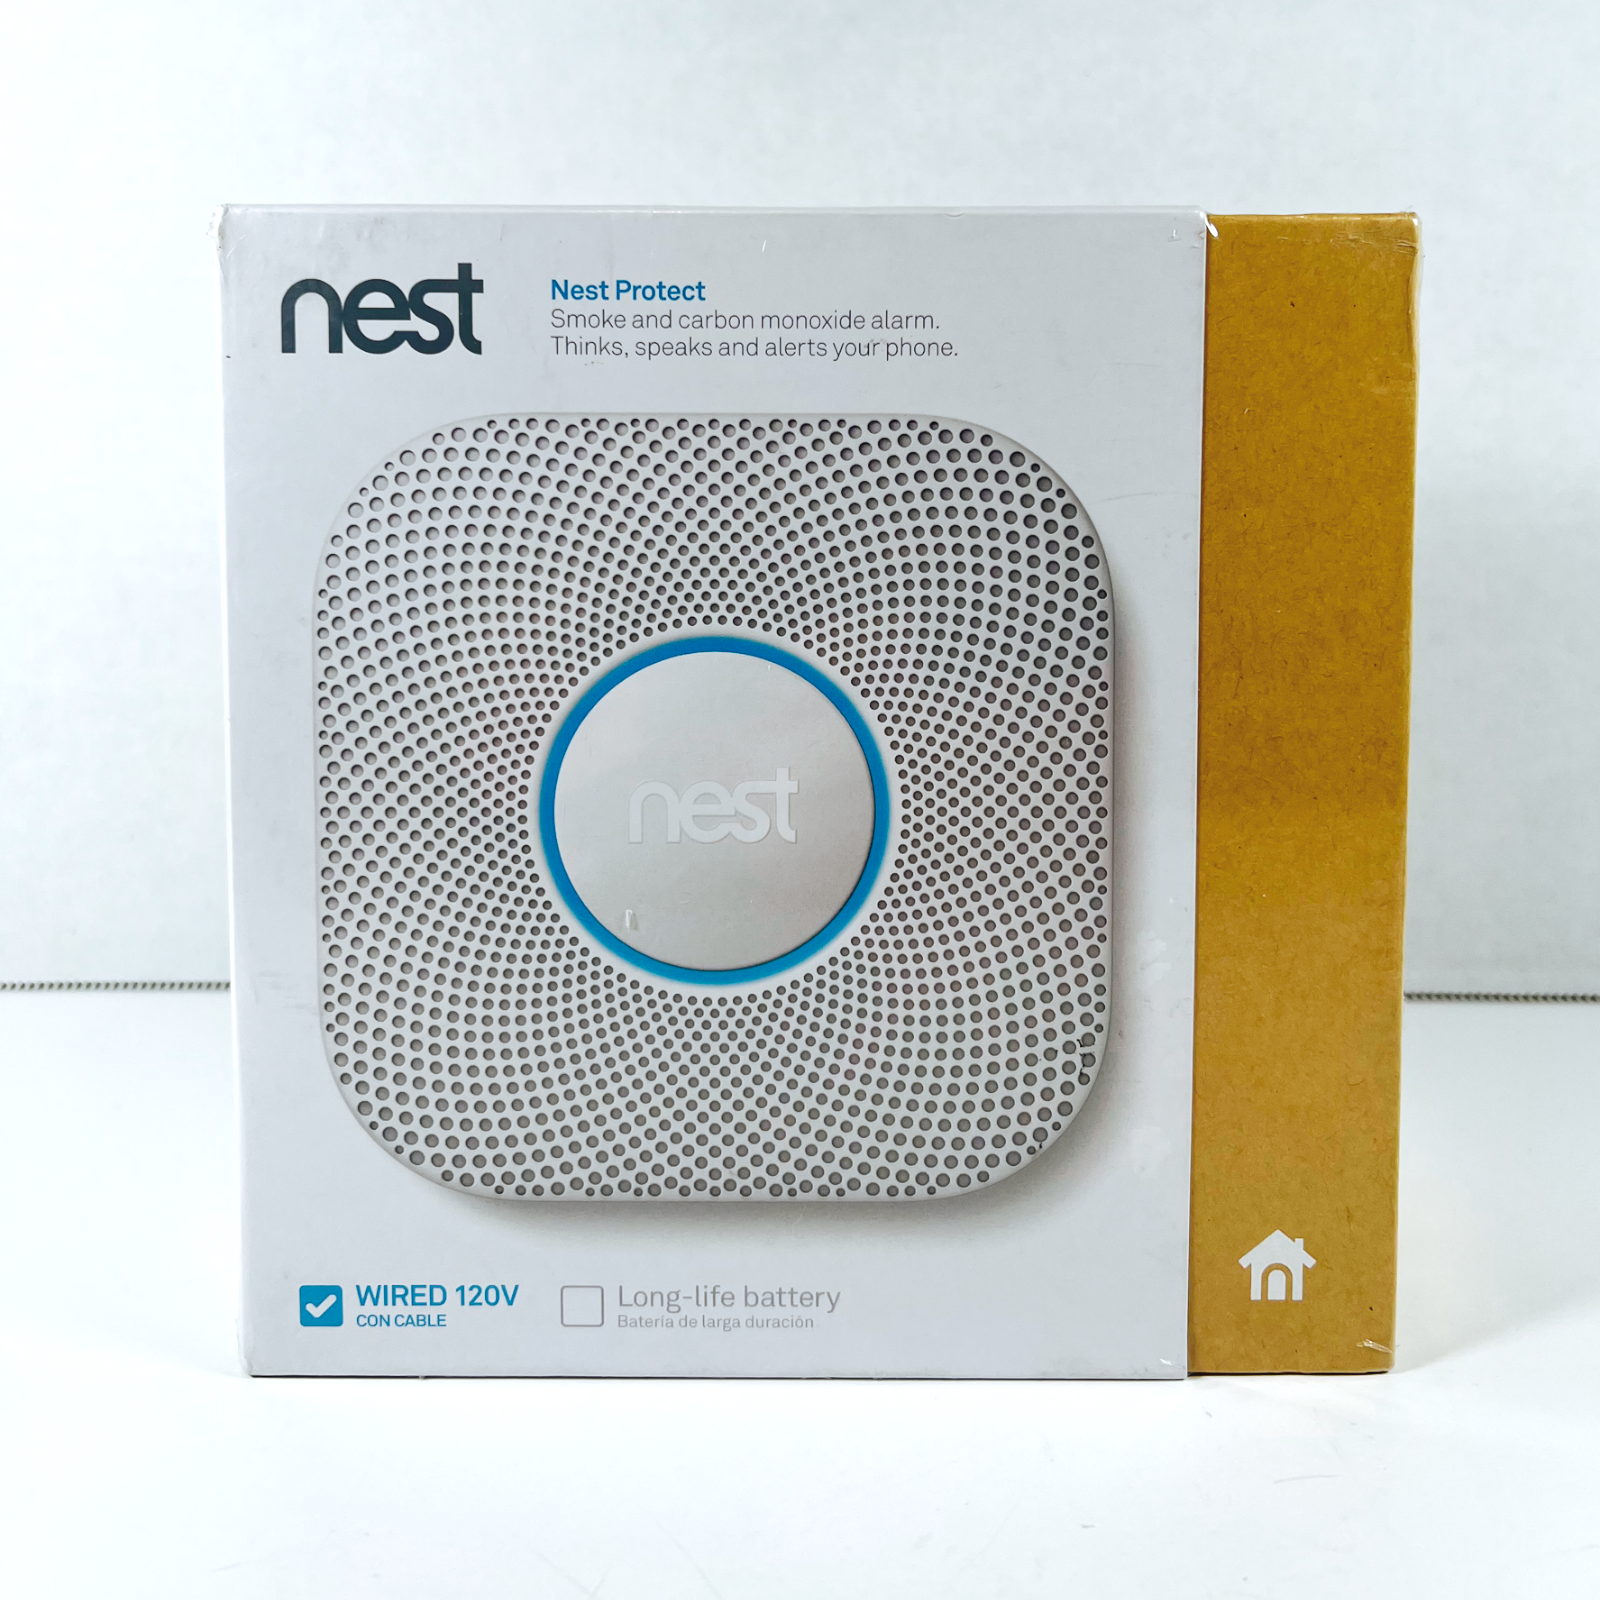 nest
Nest Protect
Smoke and carbon monoxide alarm.
Thinks, speaks and alerts your phone.
nest
WIRED 120V
CON CABLE
Long-life battery
Batería de larga duración